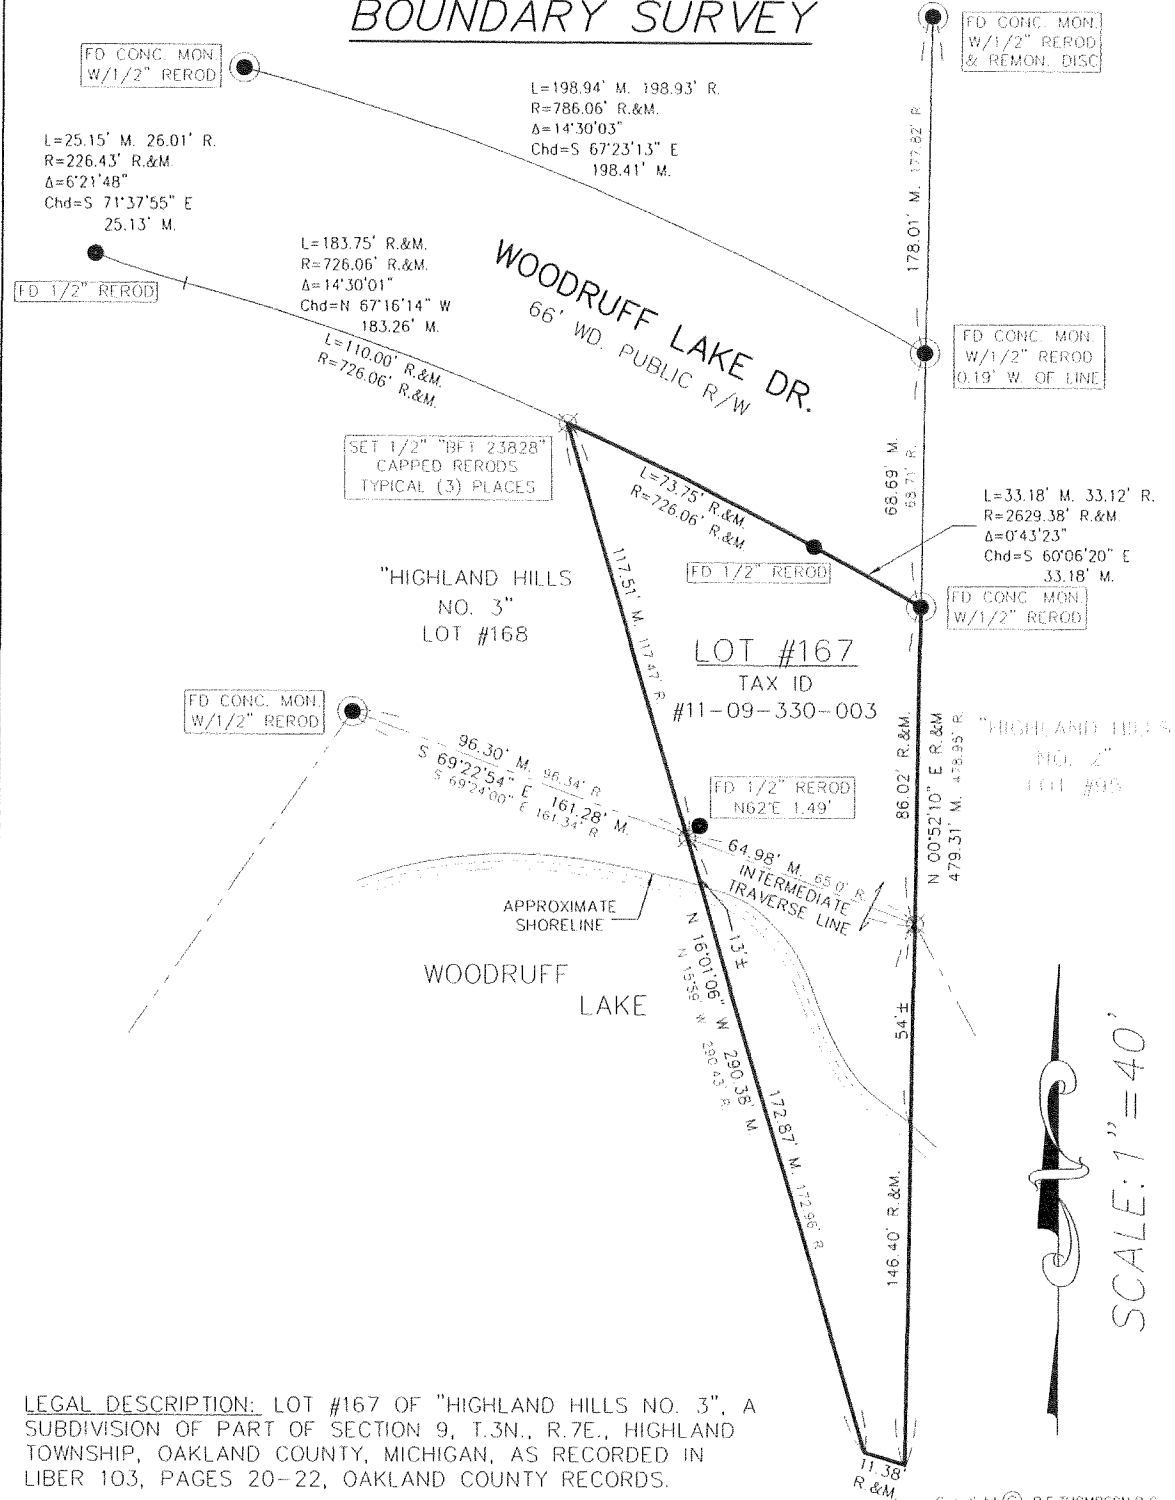 BOUNDARY SURVEY
FD CONC. MON.
W/1/2" REROD
FD CONC. MON.
W/1/2" REROD
& REMON. DISC
L=198.94' M. 198.93' R.
R=786.06' R.&M.
Δ=14°30'03"
Chd=S 67°23'13" E
198.41' M.
L=25.15' M. 26.01' R.
R=226.43' R.&M.
Δ=6°21'48"
Chd=S 71°37'55" E
25.13' M.
FD 1/2" REROD
L=183.75' R.&M.
R=726.06' R.&M.
Δ=14°30'01"
Chd=N 67°16'14" W
183.26' M.
L=110.00' R.&M.
R=726.06' R.&M.
WOODRUFF LAKE DR.
66' WD. PUBLIC R/W
178.01' M. 177.82' R.
FD CONC. MON.
W/1/2" REROD
0.19' W. OF LINE
SET 1/2" "BFT 23828"
CAPPED RERODS
TYPICAL (3) PLACES
L=73.75' R.&M.
R=726.06' R.&M.
68.69' M.
68.71' R.
L=33.18' M. 33.12' R.
R=2629.38' R.&M.
Δ=0°43'23"
Chd=S 60°06'20" E
33.18' M.
FD 1/2" REROD
FD CONC. MON.
W/1/2" REROD
"HIGHLAND HILLS
NO. 3"
LOT #168
117.51' M. 117.47' R.
LOT #167
TAX ID
#11-09-330-003
FD CONC. MON.
W/1/2" REROD
96.30' M. 96.34' R.
S 69°22'54" E 161.28' M.
S 69°24'00" E 161.34' R
FD 1/2" REROD
N62°E 1.49'
86.02' R.&M.
N 00°52'10" E R.&M
479.31' M. 478.95' R.
"HIGHLAND HILLS
NO. 2"
LOT #95
64.98' M. 65.0' R.
INTERMEDIATE
TRAVERSE LINE
APPROXIMATE
SHORELINE
13'±
WOODRUFF
LAKE
N 16°01'06" W 290.38' M.
N 15°59' W 290.43' R.
54'±
172.87' M. 172.96' R
146.40' R.&M.
SCALE: 1"=40'
11.38'
R.&M.
LEGAL DESCRIPTION: LOT #167 OF "HIGHLAND HILLS NO. 3", A
SUBDIVISION OF PART OF SECTION 9, T.3N., R.7E., HIGHLAND
TOWNSHIP, OAKLAND COUNTY, MICHIGAN, AS RECORDED IN
LIBER 103, PAGES 20-22, OAKLAND COUNTY RECORDS.